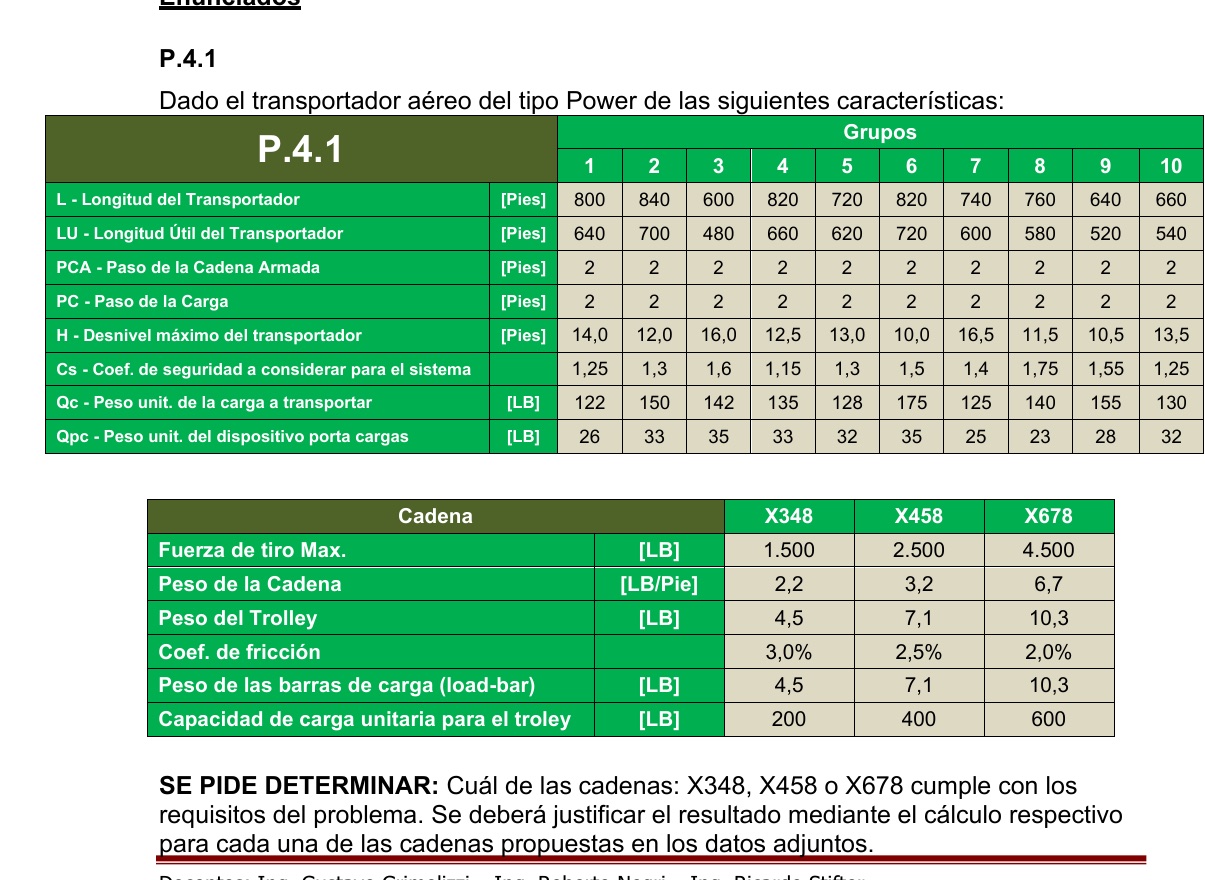 Enunciados
P.4.1
Dado el transportador aéreo del tipo Power de las siguientes características:
P.4.1 Grupos
1 2 3 4 5 6 7 8 9 10
L - Longitud del Transportador [Pies] 800 840 600 820 720 820 740 760 640 660
LU - Longitud Útil del Transportador [Pies] 640 700 480 660 620 720 600 580 520 540
PCA - Paso de la Cadena Armada [Pies] 2 2 2 2 2 2 2 2 2 2
PC - Paso de la Carga [Pies] 2 2 2 2 2 2 2 2 2 2
H - Desnivel máximo del transportador [Pies] 14,0 12,0 16,0 12,5 13,0 10,0 16,5 11,5 10,5 13,5
Cs - Coef. de seguridad a considerar para el sistema 1,25 1,3 1,6 1,15 1,3 1,5 1,4 1,75 1,55 1,25
Qc - Peso unit. de la carga a transportar [LB] 122 150 142 135 128 175 125 140 155 130
Qpc - Peso unit. del dispositivo porta cargas [LB] 26 33 35 33 32 35 25 23 28 32
Cadena X348 X458 X678
Fuerza de tiro Max. [LB] 1.500 2.500 4.500
Peso de la Cadena [LB/Pie] 2,2 3,2 6,7
Peso del Trolley [LB] 4,5 7,1 10,3
Coef. de fricción 3,0% 2,5% 2,0%
Peso de las barras de carga (load-bar) [LB] 4,5 7,1 10,3
Capacidad de carga unitaria para el troley [LB] 200 400 600
SE PIDE DETERMINAR: Cuál de las cadenas: X348, X458 o X678 cumple con los
requisitos del problema. Se deberá justificar el resultado mediante el cálculo respectivo
para cada una de las cadenas propuestas en los datos adjuntos.
Docentes: Ing. Gustavo Grimolizzi – Ing. Roberto Negri – Ing. Ricardo Stifter